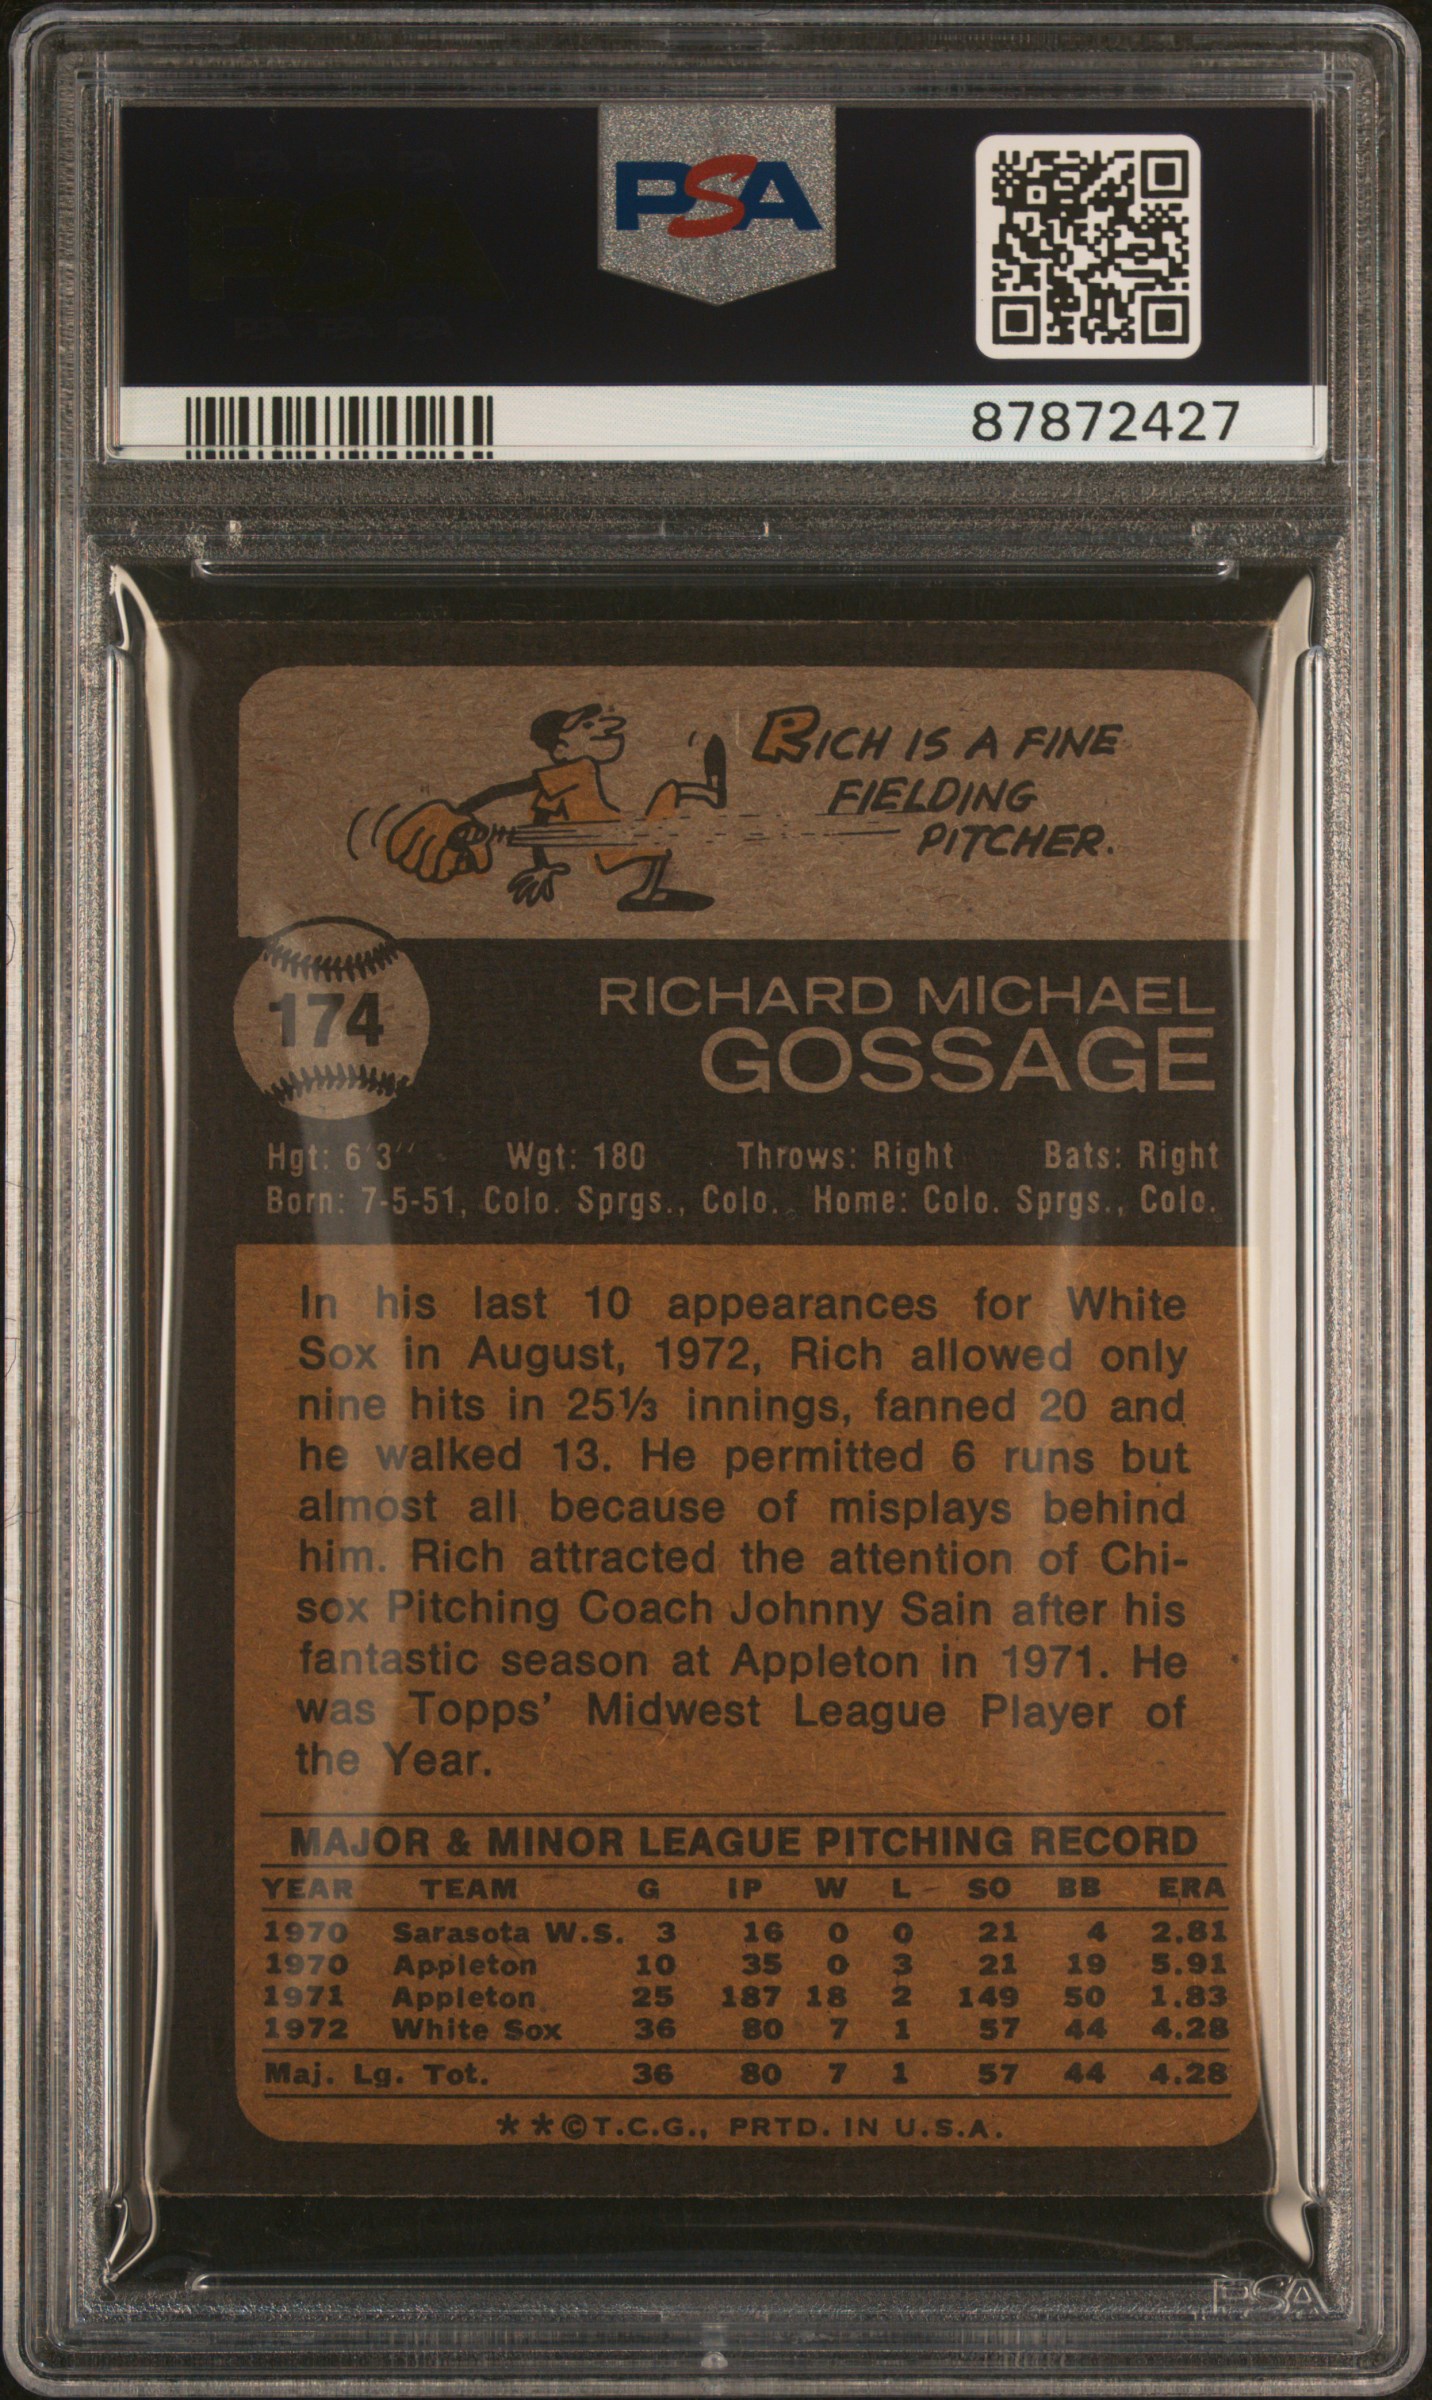 PSA
87872427
RICH IS A FINE
FIELDING
PITCHER.
174
RICHARD MICHAEL
GOSSAGE
Hgt: 6'3" Wgt: 180 Throws: Right Bats: Right
Born: 7-5-51, Colo. Sprgs., Colo. Home: Colo. Sprgs., Colo.
In his last 10 appearances for White
Sox in August, 1972, Rich allowed only
nine hits in 25⅓ innings, fanned 20 and
he walked 13. He permitted 6 runs but
almost all because of misplays behind
him. Rich attracted the attention of Chi-
sox Pitching Coach Johnny Sain after his
fantastic season at Appleton in 1971. He
was Topps' Midwest League Player of
the Year.
MAJOR & MINOR LEAGUE PITCHING RECORD
YEAR TEAM G IP W L SO BB ERA
1970 Sarasota W.S. 3 16 0 0 21 4 2.81
1970 Appleton 10 35 0 3 21 19 5.91
1971 Appleton 25 187 18 2 149 50 1.83
1972 White Sox 36 80 7 1 57 44 4.28
Maj. Lg. Tot. 36 80 7 1 57 44 4.28
**©T.C.G., PRTD. IN U.S.A.
PSA